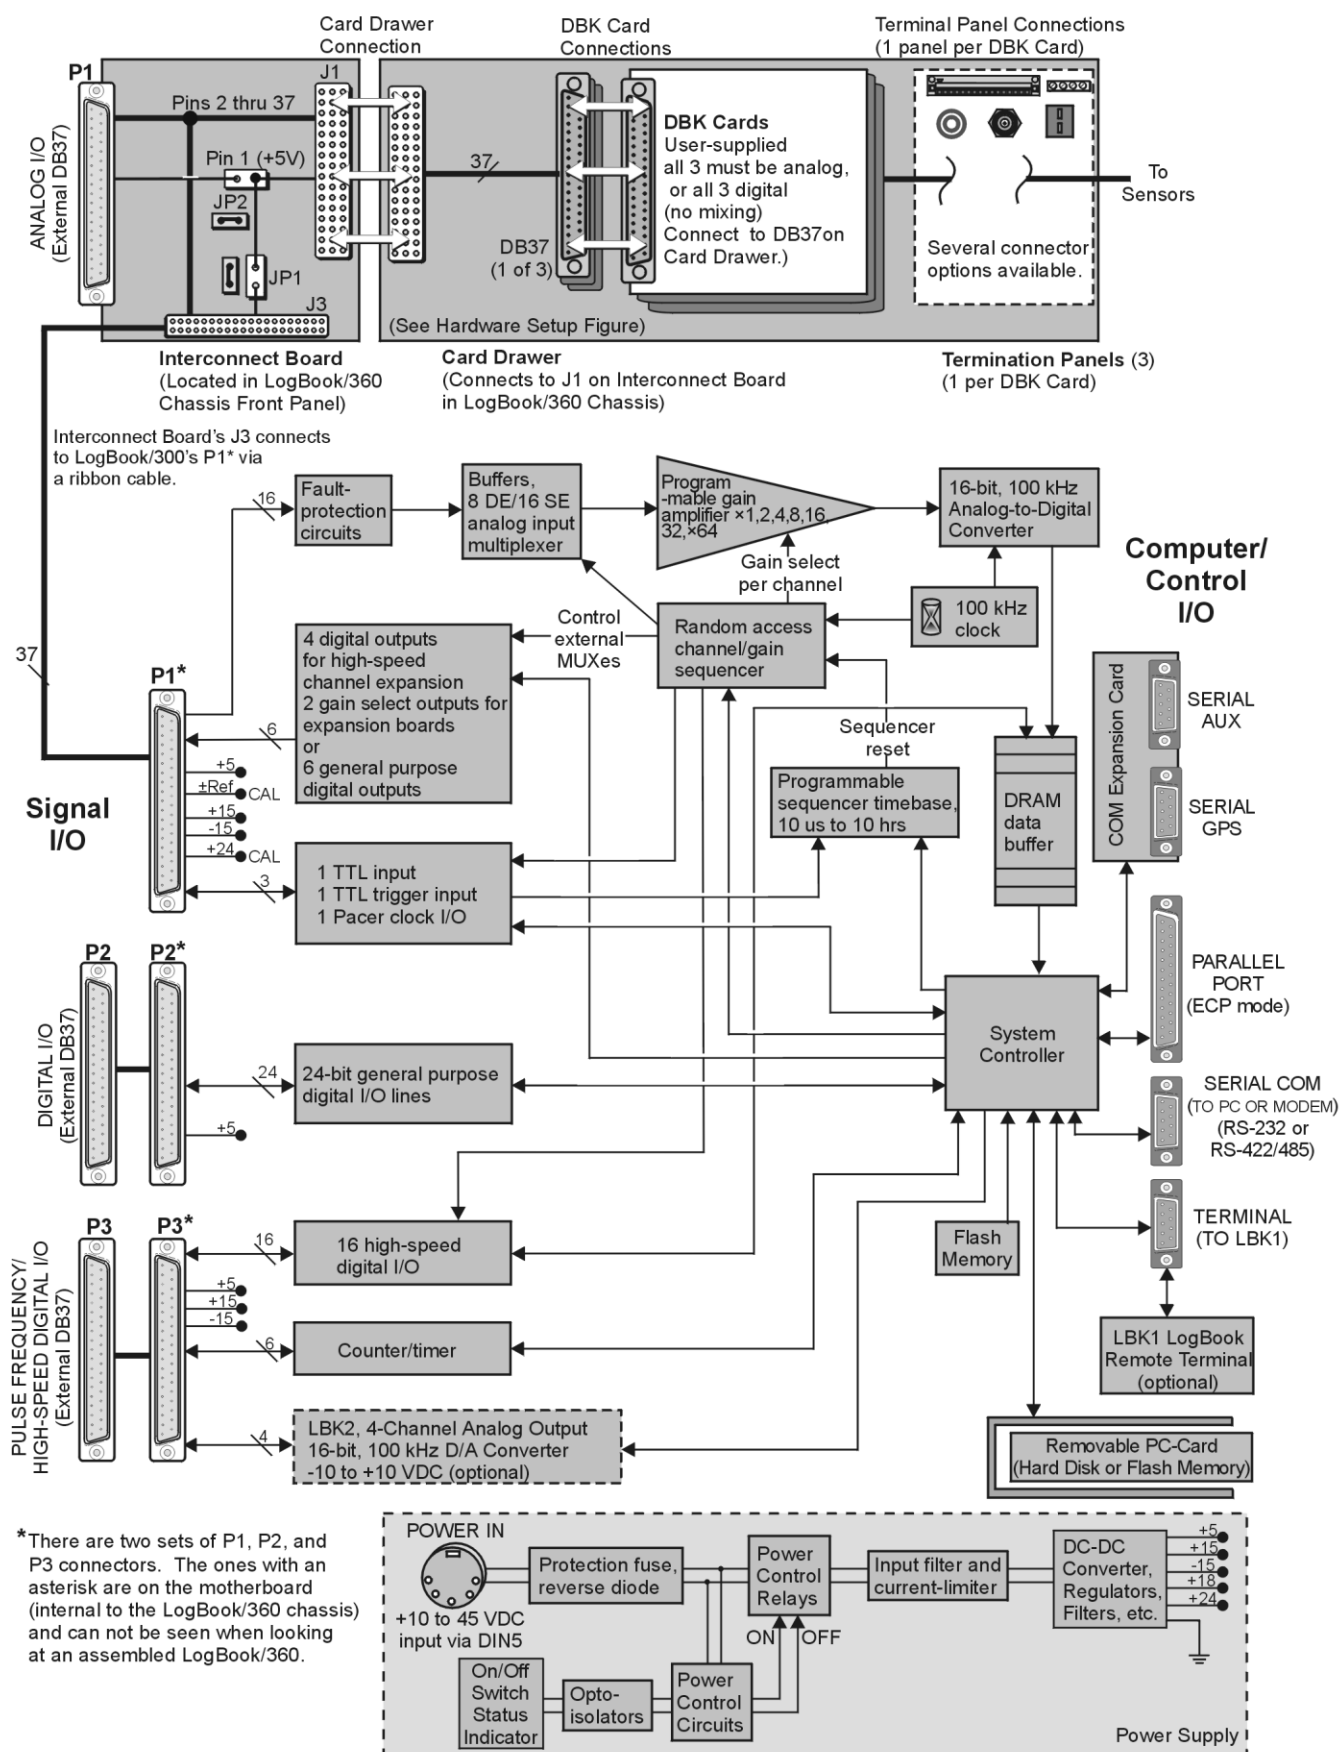 Card Drawer
Connection
DBK Card
Connections
Terminal Panel Connections
(1 panel per DBK Card)
P1
J1
ANALOG I/O
(External DB37)
Pins 2 thru 37
Pin 1 (+5V)
JP2
JP1
J3
37
DB37
(1 of 3)
DBK Cards
User-supplied
all 3 must be analog,
or all 3 digital
(no mixing)
Connect to DB37on
Card Drawer.)
To
Sensors
Several connector
options available.
(See Hardware Setup Figure)
Interconnect Board
(Located in LogBook/360
Chassis Front Panel)
Card Drawer
(Connects to J1 on Interconnect Board
in LogBook/360 Chassis)
Termination Panels (3)
(1 per DBK Card)
Interconnect Board's J3 connects
to LogBook/300's P1* via
a ribbon cable.
16
Fault-
protection
circuits
Buffers,
8 DE/16 SE
analog input
multiplexer
Program
-mable gain
amplifier ×1,2,4,8,16,
32,×64
16-bit, 100 kHz
Analog-to-Digital
Converter
Computer/
Control
I/O
Gain select
per channel
100 kHz
clock
Control
external
MUXes
Random access
channel/gain
sequencer
37
P1*
4 digital outputs
for high-speed
channel expansion
2 gain select outputs for
expansion boards
or
6 general purpose
digital outputs
6
+5
±Ref
CAL
+15
-15
+24
CAL
Signal
I/O
Sequencer
reset
Programmable
sequencer timebase,
10 us to 10 hrs
DRAM
data
buffer
COM Expansion Card
SERIAL
AUX
SERIAL
GPS
3
1 TTL input
1 TTL trigger input
1 Pacer clock I/O
P2
P2*
DIGITAL I/O
(External DB37)
24
24-bit general purpose
digital I/O lines
+5
System
Controller
PARALLEL
PORT
(ECP mode)
SERIAL COM
(TO PC OR MODEM)
(RS-232 or
RS-422/485)
TERMINAL
(TO LBK1)
P3
P3*
PULSE FREQUENCY/
HIGH-SPEED DIGITAL I/O
(External DB37)
16
16 high-speed
digital I/O
+5
+15
-15
6
Counter/timer
4
LBK2, 4-Channel Analog Output
16-bit, 100 kHz D/A Converter
-10 to +10 VDC (optional)
Flash
Memory
LBK1 LogBook
Remote Terminal
(optional)
Removable PC-Card
(Hard Disk or Flash Memory)
*There are two sets of P1, P2, and
P3 connectors. The ones with an
asterisk are on the motherboard
(internal to the LogBook/360 chassis)
and can not be seen when looking
at an assembled LogBook/360.
POWER IN
+10 to 45 VDC
input via DIN5
Protection fuse,
reverse diode
Power
Control
Relays
Input filter and
current-limiter
DC-DC
Converter,
Regulators,
Filters, etc.
+5
+15
-15
+18
+24
ON
OFF
On/Off
Switch
Status
Indicator
Opto-
isolators
Power
Control
Circuits
Power Supply